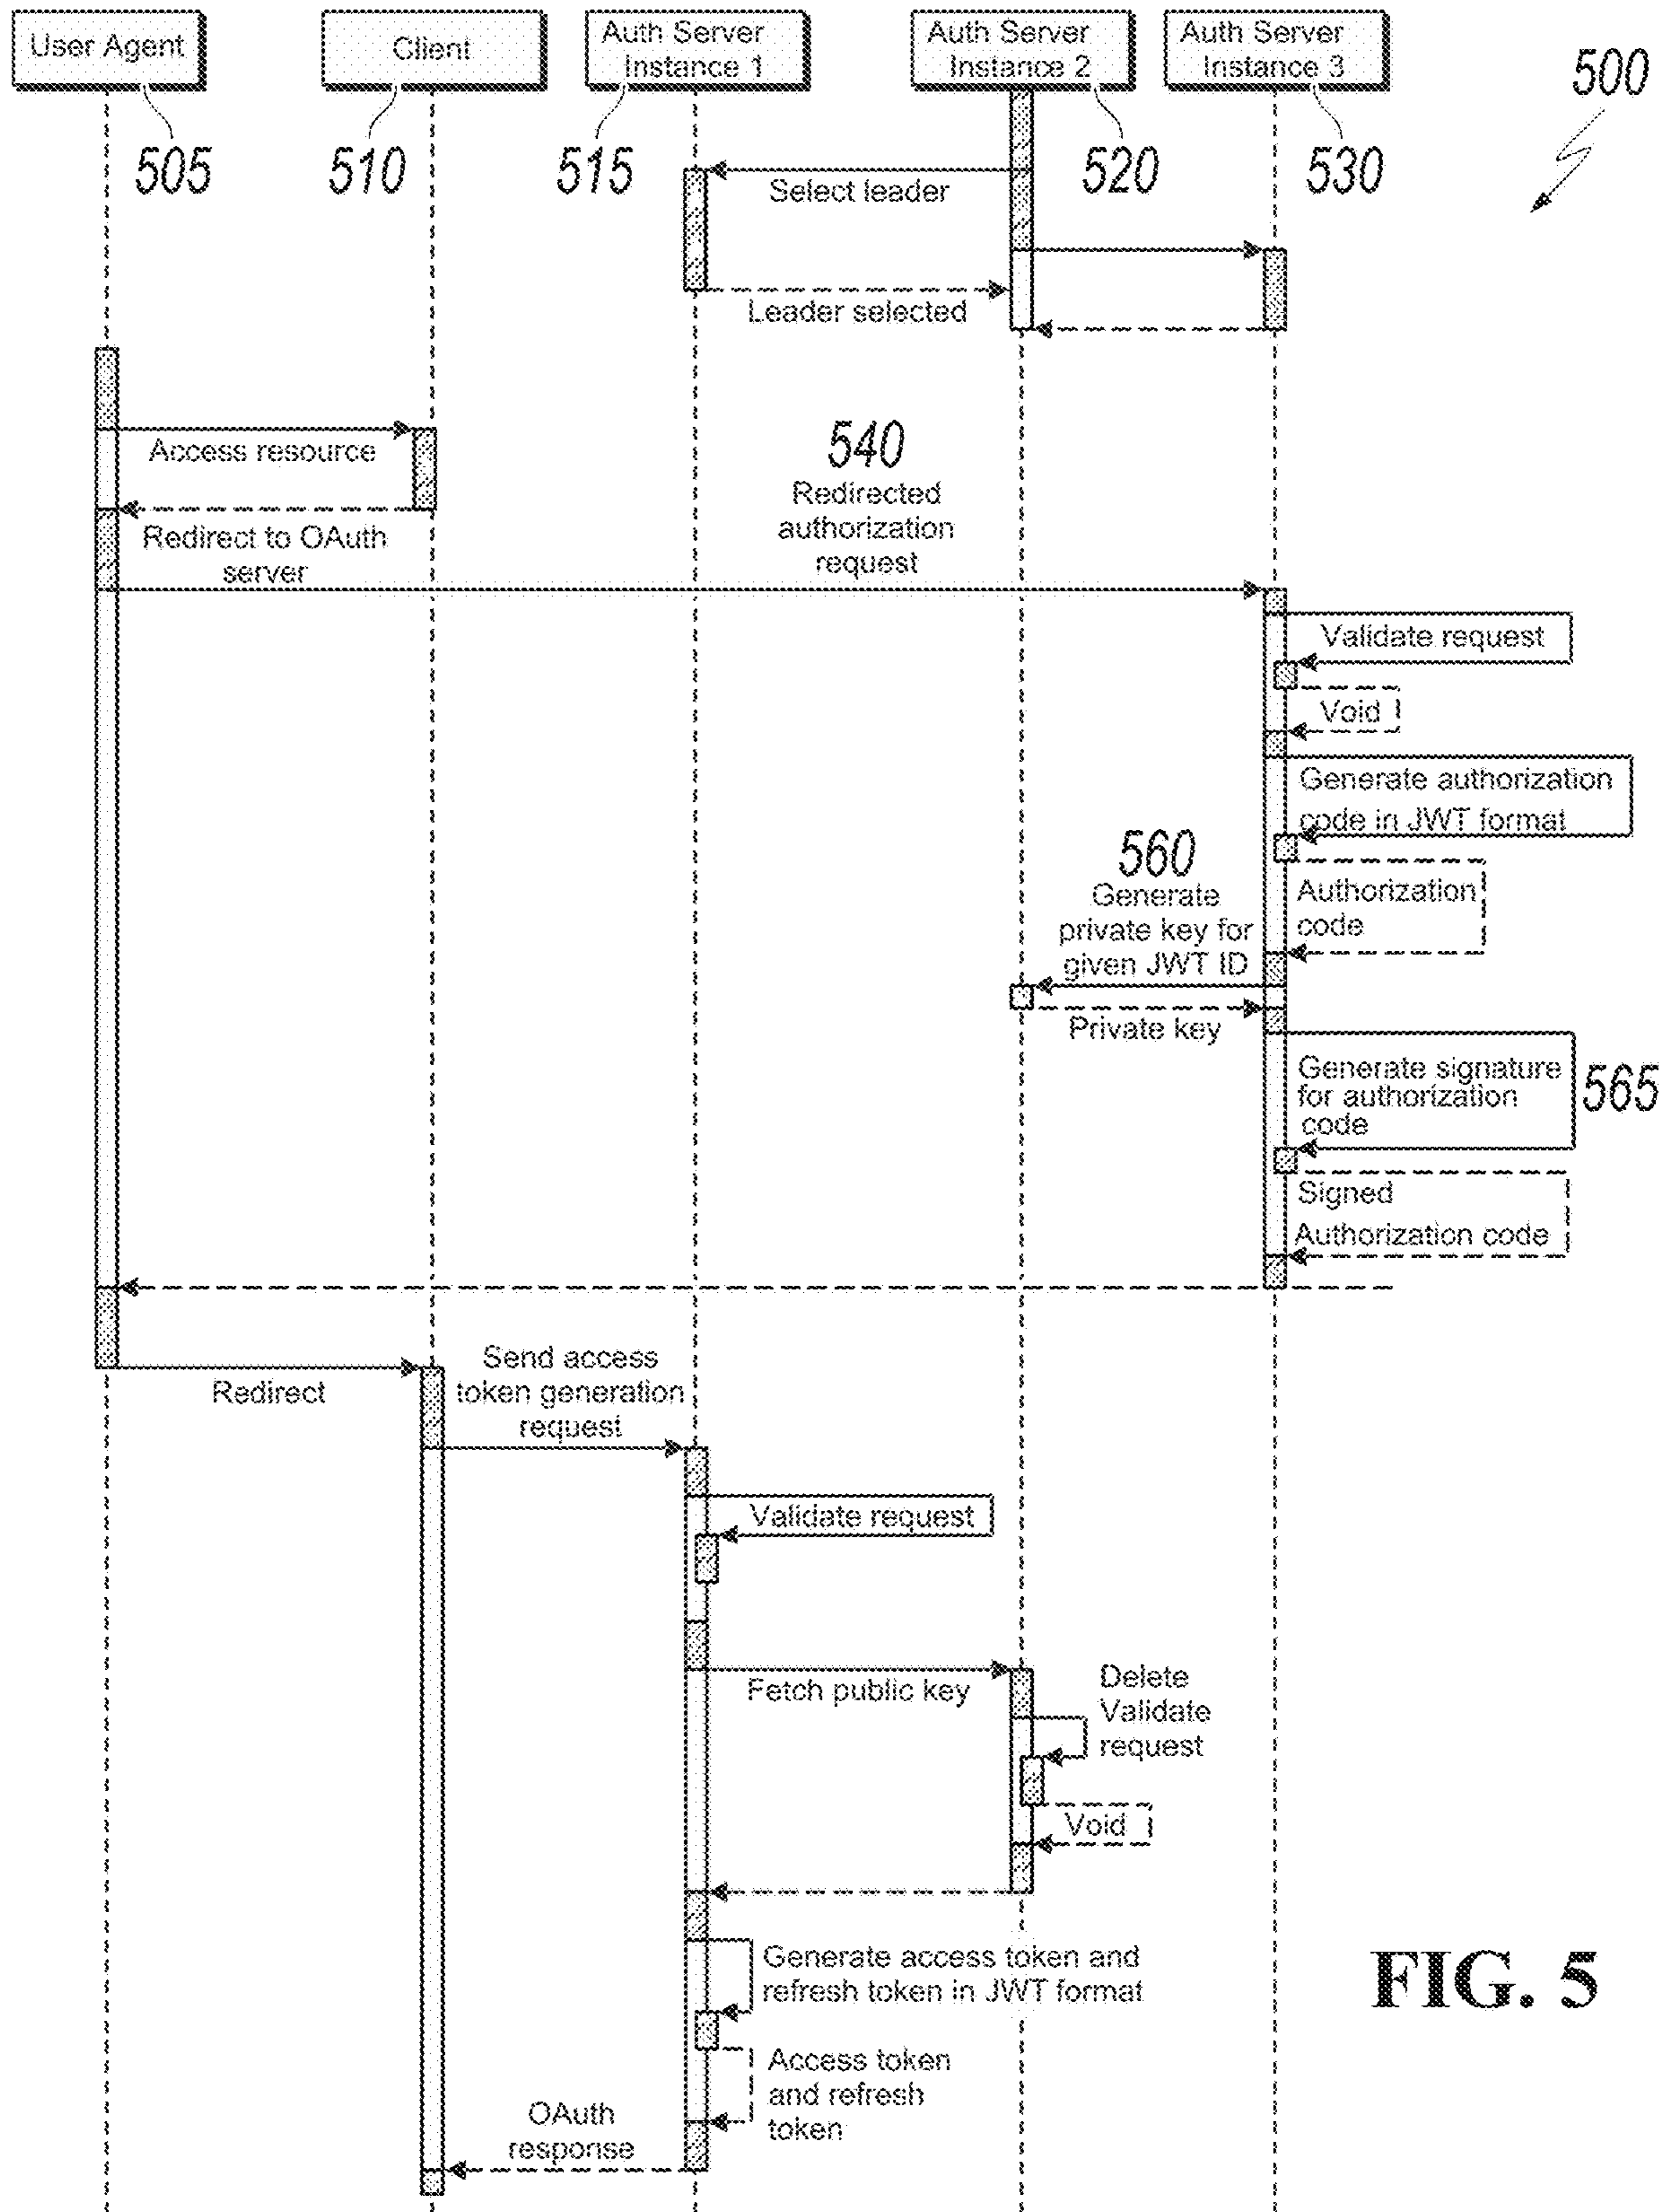 User Agent
Client
Auth Server
Instance 1
Auth Server
Instance 2
Auth Server
Instance 3
500
505
510
515
520
530
Select leader
Leader selected
Access resource
540
Redirected
authorization
request
Redirect to OAuth
server
Validate request
Void
Generate authorization
code in JWT format
560
Generate
private key for
given JWT ID
Authorization
code
Private key
Generate signature
for authorization
code
565
Signed
Authorization code
Redirect
Send access
token generation
request
Validate request
Fetch public key
Delete
Validate
request
Void
Generate access token and
refresh token in JWT format
Access token
and refresh
token
OAuth
response
FIG. 5